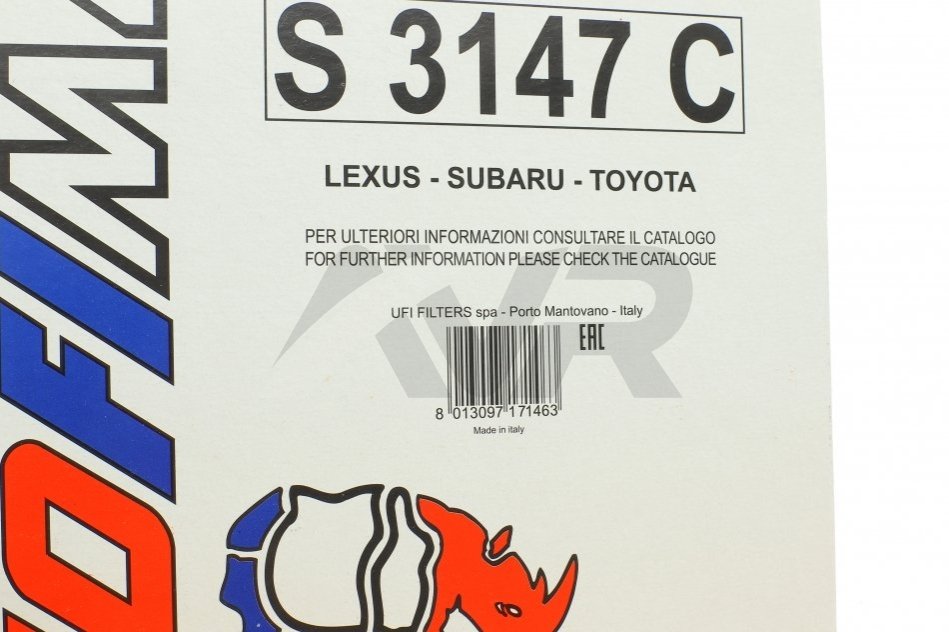 S 3147 C
LEXUS - SUBARU - TOYOTA
PER ULTERIORI INFORMAZIONI CONSULTARE IL CATALOGO
FOR FURTHER INFORMATION PLEASE CHECK THE CATALOGUE
UFI FILTERS spa - Porto Mantovano - Italy
EAC
8 013097 171463
Made in italy